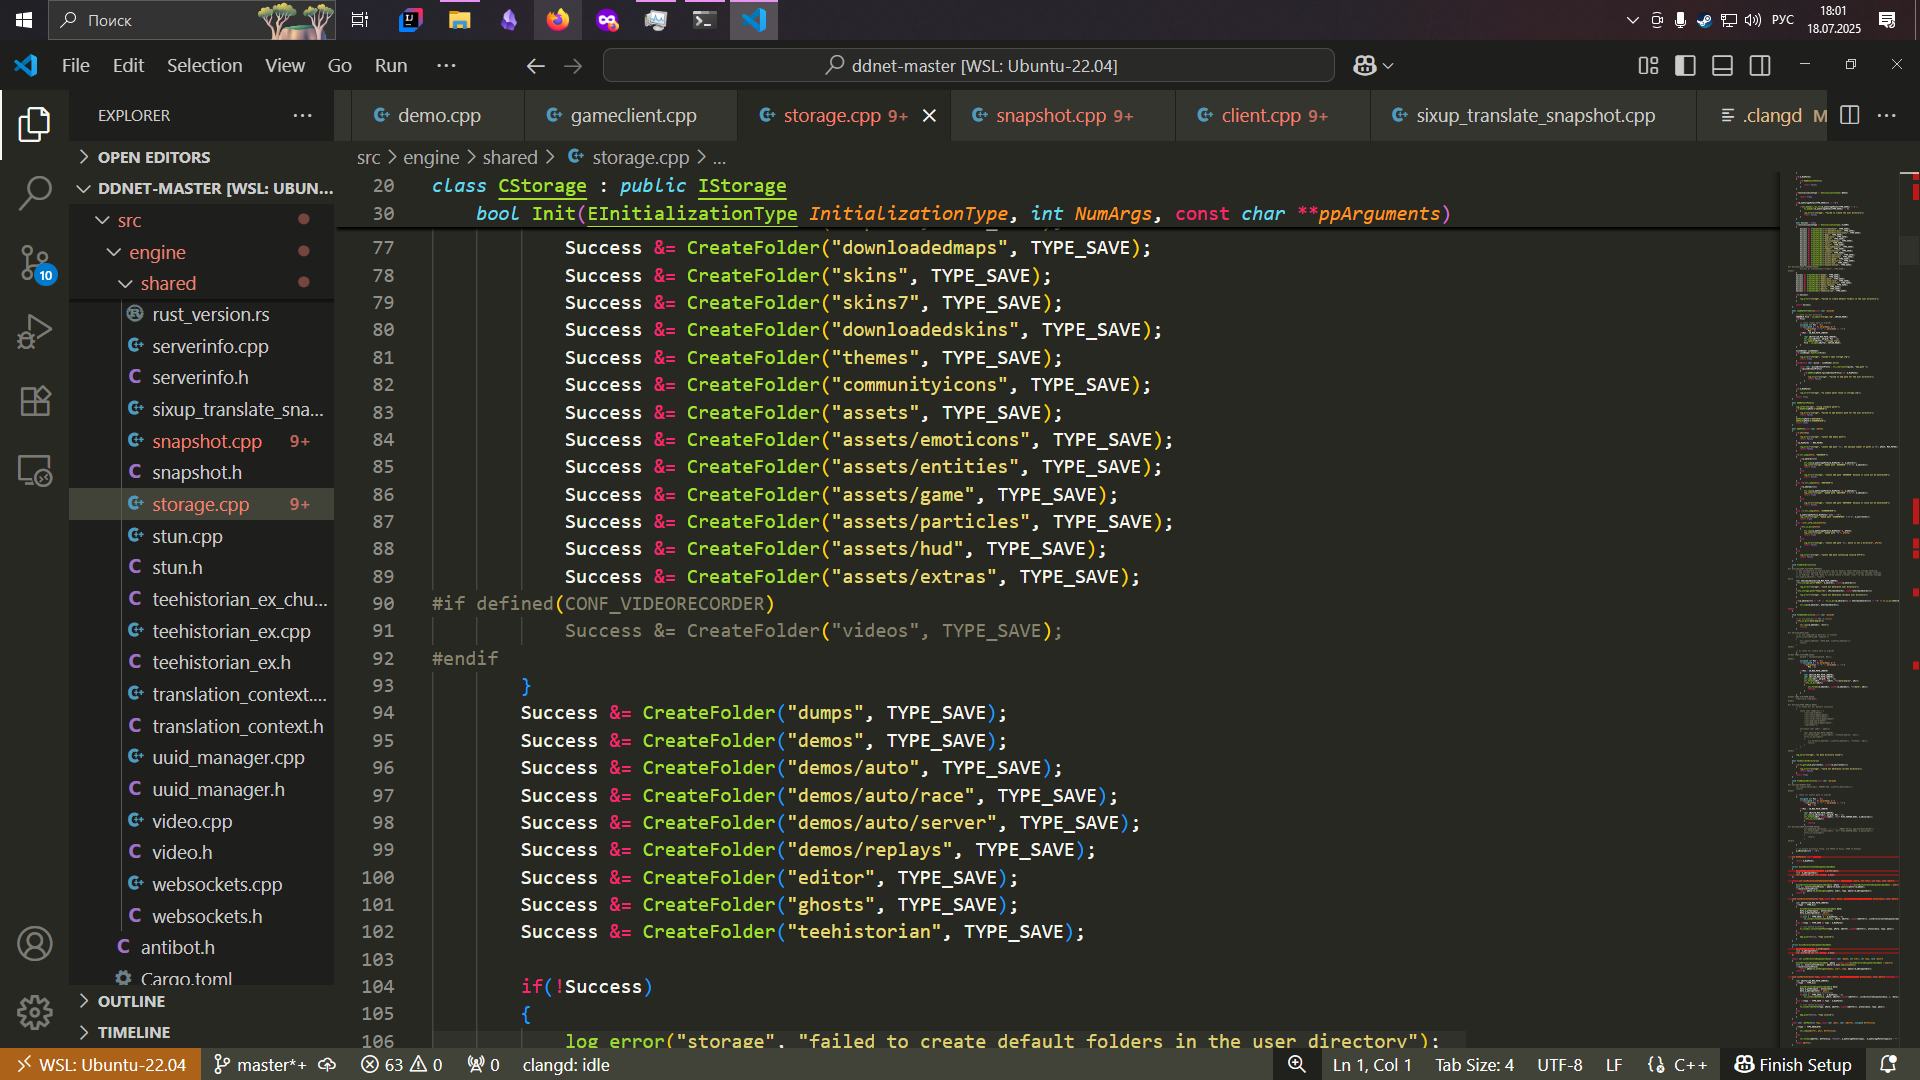 Поиск
РУС
18:01
18.07.2025
File Edit Selection View Go Run ···
ddnet-master [WSL: Ubuntu-22.04]
EXPLORER
demo.cpp
gameclient.cpp
storage.cpp 9+
snapshot.cpp 9+
client.cpp 9+
sixup_translate_snapshot.cpp
.clangd M
OPEN EDITORS
DDNET-MASTER [WSL: UBUN...
src
engine
shared
rust_version.rs
serverinfo.cpp
serverinfo.h
sixup_translate_sna...
snapshot.cpp 9+
snapshot.h
storage.cpp 9+
stun.cpp
stun.h
teehistorian_ex_chu...
teehistorian_ex.cpp
teehistorian_ex.h
translation_context....
translation_context.h
uuid_manager.cpp
uuid_manager.h
video.cpp
video.h
websockets.cpp
websockets.h
antibot.h
Cargo.toml
OUTLINE
TIMELINE
10
src > engine > shared > storage.cpp > ...
20 class CStorage : public IStorage
30 bool Init(EInitializationType InitializationType, int NumArgs, const char **ppArguments)
77 Success &= CreateFolder("downloadedmaps", TYPE_SAVE);
78 Success &= CreateFolder("skins", TYPE_SAVE);
79 Success &= CreateFolder("skins7", TYPE_SAVE);
80 Success &= CreateFolder("downloadedskins", TYPE_SAVE);
81 Success &= CreateFolder("themes", TYPE_SAVE);
82 Success &= CreateFolder("communityicons", TYPE_SAVE);
83 Success &= CreateFolder("assets", TYPE_SAVE);
84 Success &= CreateFolder("assets/emoticons", TYPE_SAVE);
85 Success &= CreateFolder("assets/entities", TYPE_SAVE);
86 Success &= CreateFolder("assets/game", TYPE_SAVE);
87 Success &= CreateFolder("assets/particles", TYPE_SAVE);
88 Success &= CreateFolder("assets/hud", TYPE_SAVE);
89 Success &= CreateFolder("assets/extras", TYPE_SAVE);
90 #if defined(CONF_VIDEORECORDER)
91 Success &= CreateFolder("videos", TYPE_SAVE);
92 #endif
93 }
94 Success &= CreateFolder("dumps", TYPE_SAVE);
95 Success &= CreateFolder("demos", TYPE_SAVE);
96 Success &= CreateFolder("demos/auto", TYPE_SAVE);
97 Success &= CreateFolder("demos/auto/race", TYPE_SAVE);
98 Success &= CreateFolder("demos/auto/server", TYPE_SAVE);
99 Success &= CreateFolder("demos/replays", TYPE_SAVE);
100 Success &= CreateFolder("editor", TYPE_SAVE);
101 Success &= CreateFolder("ghosts", TYPE_SAVE);
102 Success &= CreateFolder("teehistorian", TYPE_SAVE);
103
104 if(!Success)
105 {
106 log_error("storage", "failed to create default folders in the user directory");
WSL: Ubuntu-22.04 master*+ 63 0 0 clangd: idle Ln 1, Col 1 Tab Size: 4 UTF-8 LF C++ Finish Setup